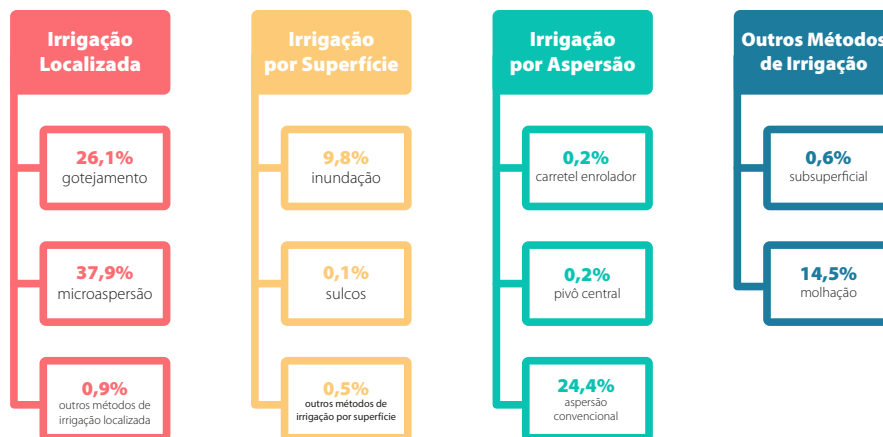 Irrigação
Localizada
26,1%
gotejamento
37,9%
microaspersão
0,9%
outros métodos de
irrigação localizada
Irrigação
por Superfície
9,8%
inundação
0,1%
sulcos
0,5%
outros métodos de
irrigação por superfície
Irrigação
por Aspersão
0,2%
carretel enrolador
0,2%
pivô central
24,4%
aspersão
convencional
Outros Métodos
de Irrigação
0,6%
subsuperficial
14,5%
molhação